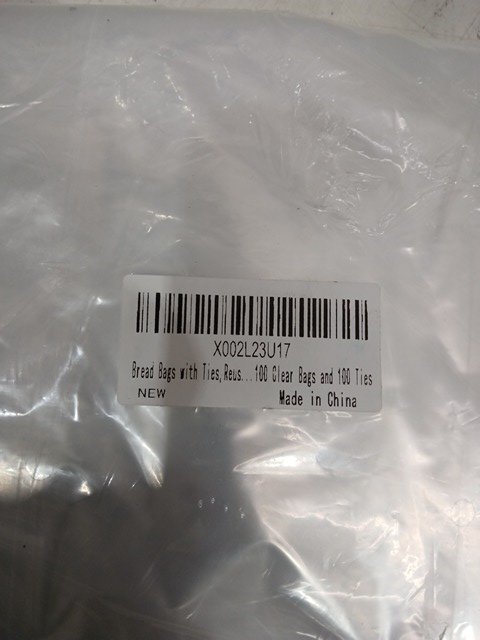 X002L23U17
Bread Bags with Ties,Reus...100 Clear Bags and 100 Ties
NEW
Made in China